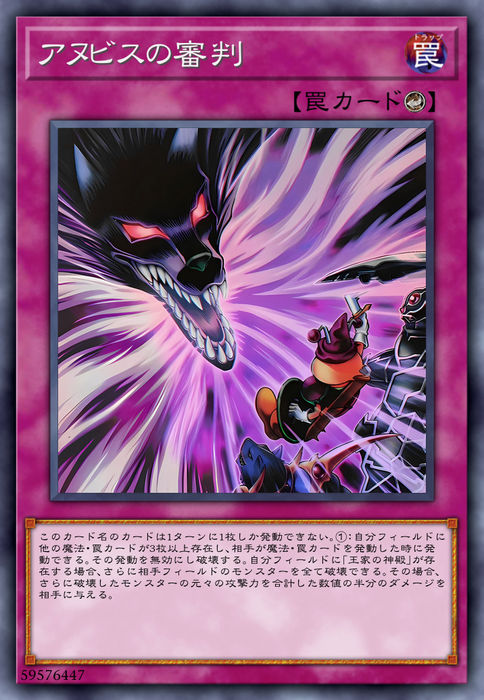 アヌビスの審判
トラップ
罠
【罠カード】
このカード名のカードは1ターンに1枚しか発動できない。①:自分フィールドに
他の魔法・罠カードが3枚以上存在し、相手が魔法・罠カードを発動した時に発
動できる。その発動を無効にし破壊する。自分フィールドに「王家の神殿」が存
在する場合、さらに相手フィールドのモンスターを全て破壊できる。その場合、
さらに破壊したモンスターの元々の攻撃力を合計した数値の半分のダメージを
相手に与える。
59576447